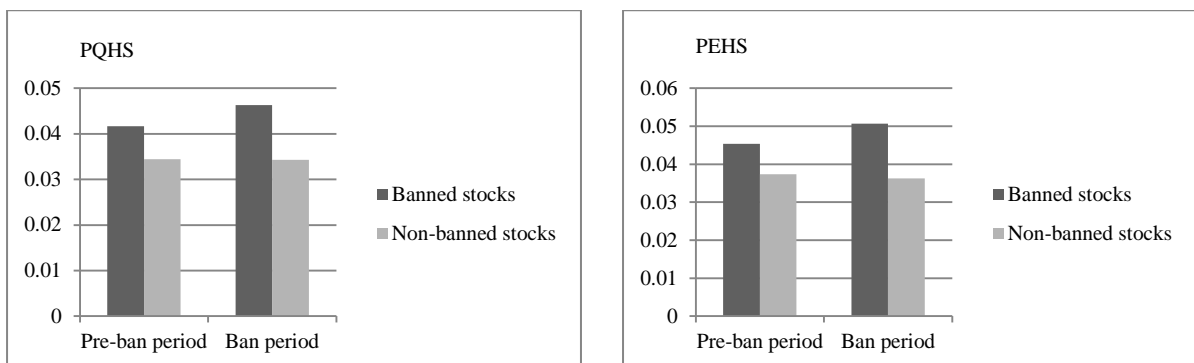 PQHS
0.05
0.04
0.03
0.02
0.01
0
Pre-ban period Ban period
Banned stocks
Non-banned stocks
PEHS
0.06
0.05
0.04
0.03
0.02
0.01
0
Pre-ban period Ban period
Banned stocks
Non-banned stocks